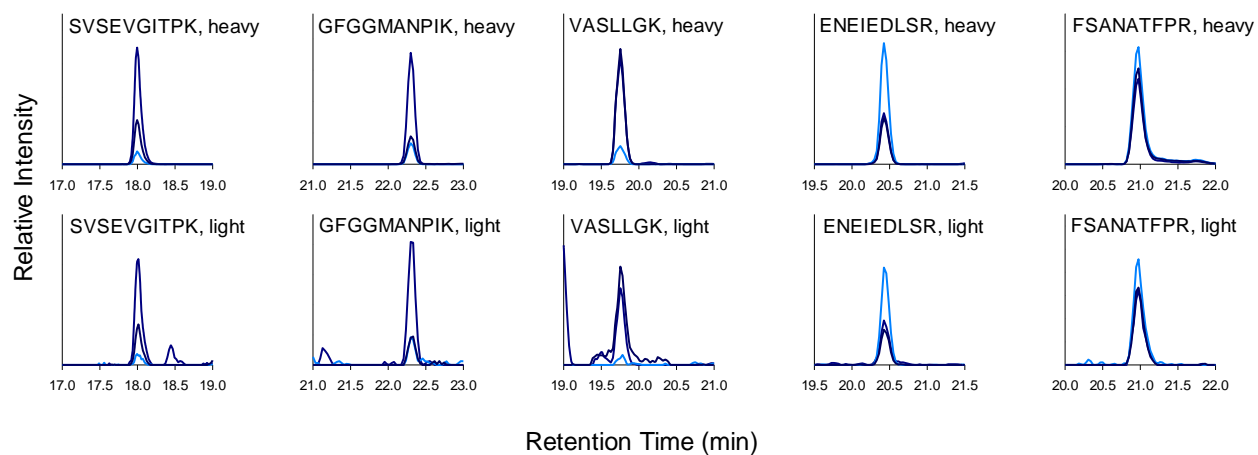 Relative Intensity
SVSEVGITPK, heavy
GFGGMANPIK, heavy
VASLLGK, heavy
ENEIEDLSR, heavy
FSANATFPR, heavy
17.0 17.5 18.0 18.5 19.0
21.0 21.5 22.0 22.5 23.0
19.0 19.5 20.0 20.5 21.0
19.5 20.0 20.5 21.0 21.5
20.0 20.5 21.0 21.5 22.0
SVSEVGITPK, light
GFGGMANPIK, light
VASLLGK, light
ENEIEDLSR, light
FSANATFPR, light
17.0 17.5 18.0 18.5 19.0
21.0 21.5 22.0 22.5 23.0
19.0 19.5 20.0 20.5 21.0
19.5 20.0 20.5 21.0 21.5
20.0 20.5 21.0 21.5 22.0
Retention Time (min)